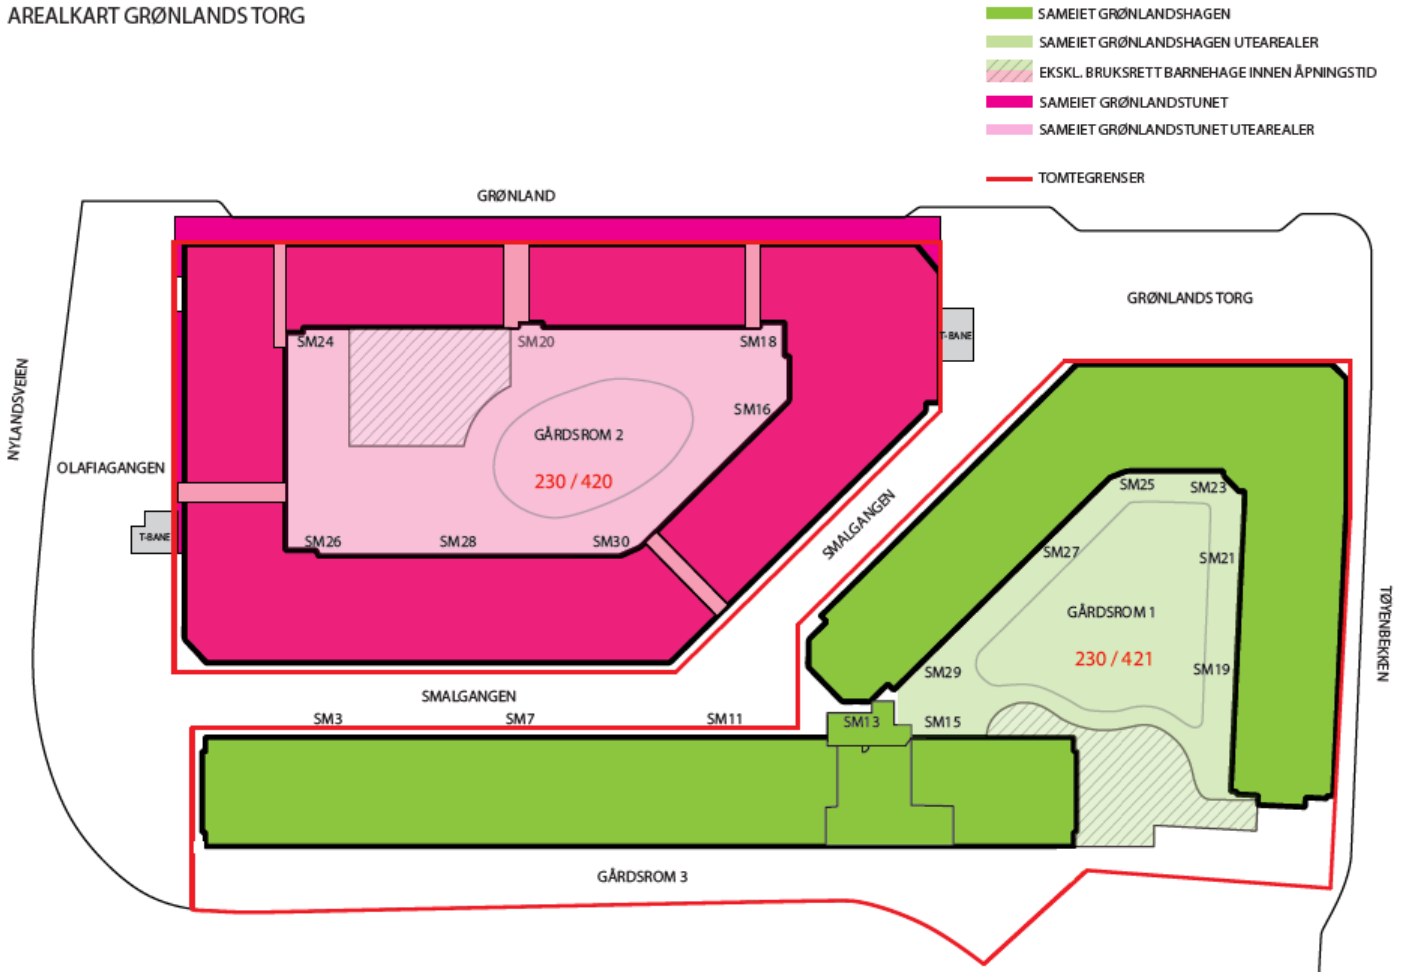 AREALKART GRØNLANDS TORG
SAMEIET GRØNLANDSHAGEN
SAMEIET GRØNLANDSHAGEN UTEAREALER
EKSKL. BRUKSRETT BARNEHAGE INNEN ÅPNINGSTID
SAMEIET GRØNLANDSTUNET
SAMEIET GRØNLANDSTUNET UTEAREALER
TOMTEGRENSER
GRØNLAND
GRØNLANDS TORG
T-BANE
SM24
SM20
SM18
NYLANDSVEIEN
SM16
GÅRDSROM 2
OLAFIAGANGEN
230 / 420
T-BANE
SM26
SM28
SM30
SMALGANGEN
SM25
SM23
SM27
SM21
GÅRDSROM 1
230 / 421
TØYENBEKKEN
SM29
SM19
SMALGANGEN
SM3
SM7
SM11
SM13
SM15
GÅRDSROM 3